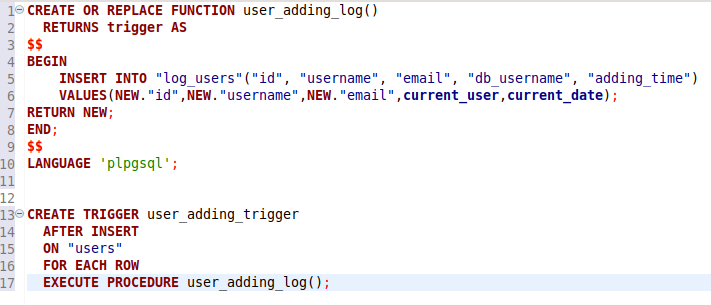 1 CREATE OR REPLACE FUNCTION user_adding_log()
2 RETURNS trigger AS
3 $$
4 BEGIN
5 INSERT INTO "log_users"("id", "username", "email", "db_username", "adding_time")
6 VALUES(NEW."id",NEW."username",NEW."email",current_user,current_date);
7 RETURN NEW;
8 END;
9 $$
10 LANGUAGE 'plpgsql';
11
12
13 CREATE TRIGGER user_adding_trigger
14 AFTER INSERT
15 ON "users"
16 FOR EACH ROW
17 EXECUTE PROCEDURE user_adding_log();